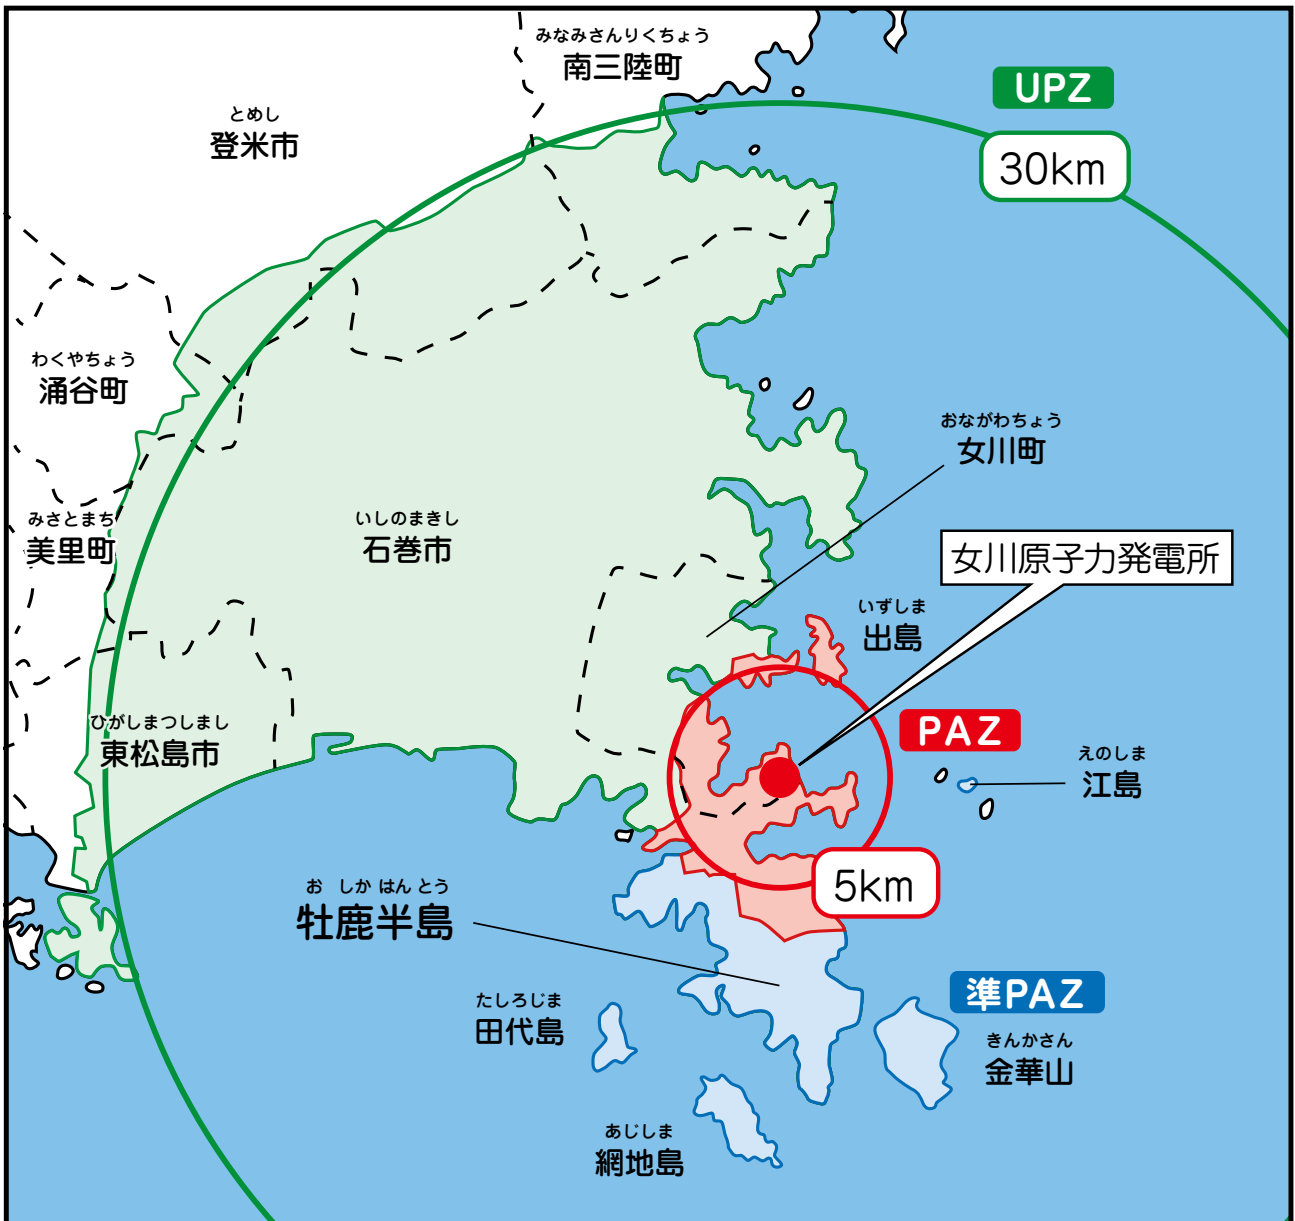 みなみさんりくちょう
南三陸町
UPZ
30km
とめし
登米市
わくやちょう
涌谷町
おながわちょう
女川町
みさとまち
美里町
いしのまきし
石巻市
女川原子力発電所
いずしま
出島
PAZ
ひがしまつしまし
東松島市
えのしま
江島
5km
おしかはんとう
牡鹿半島
準PAZ
たしろじま
田代島
きんかさん
金華山
あじしま
網地島